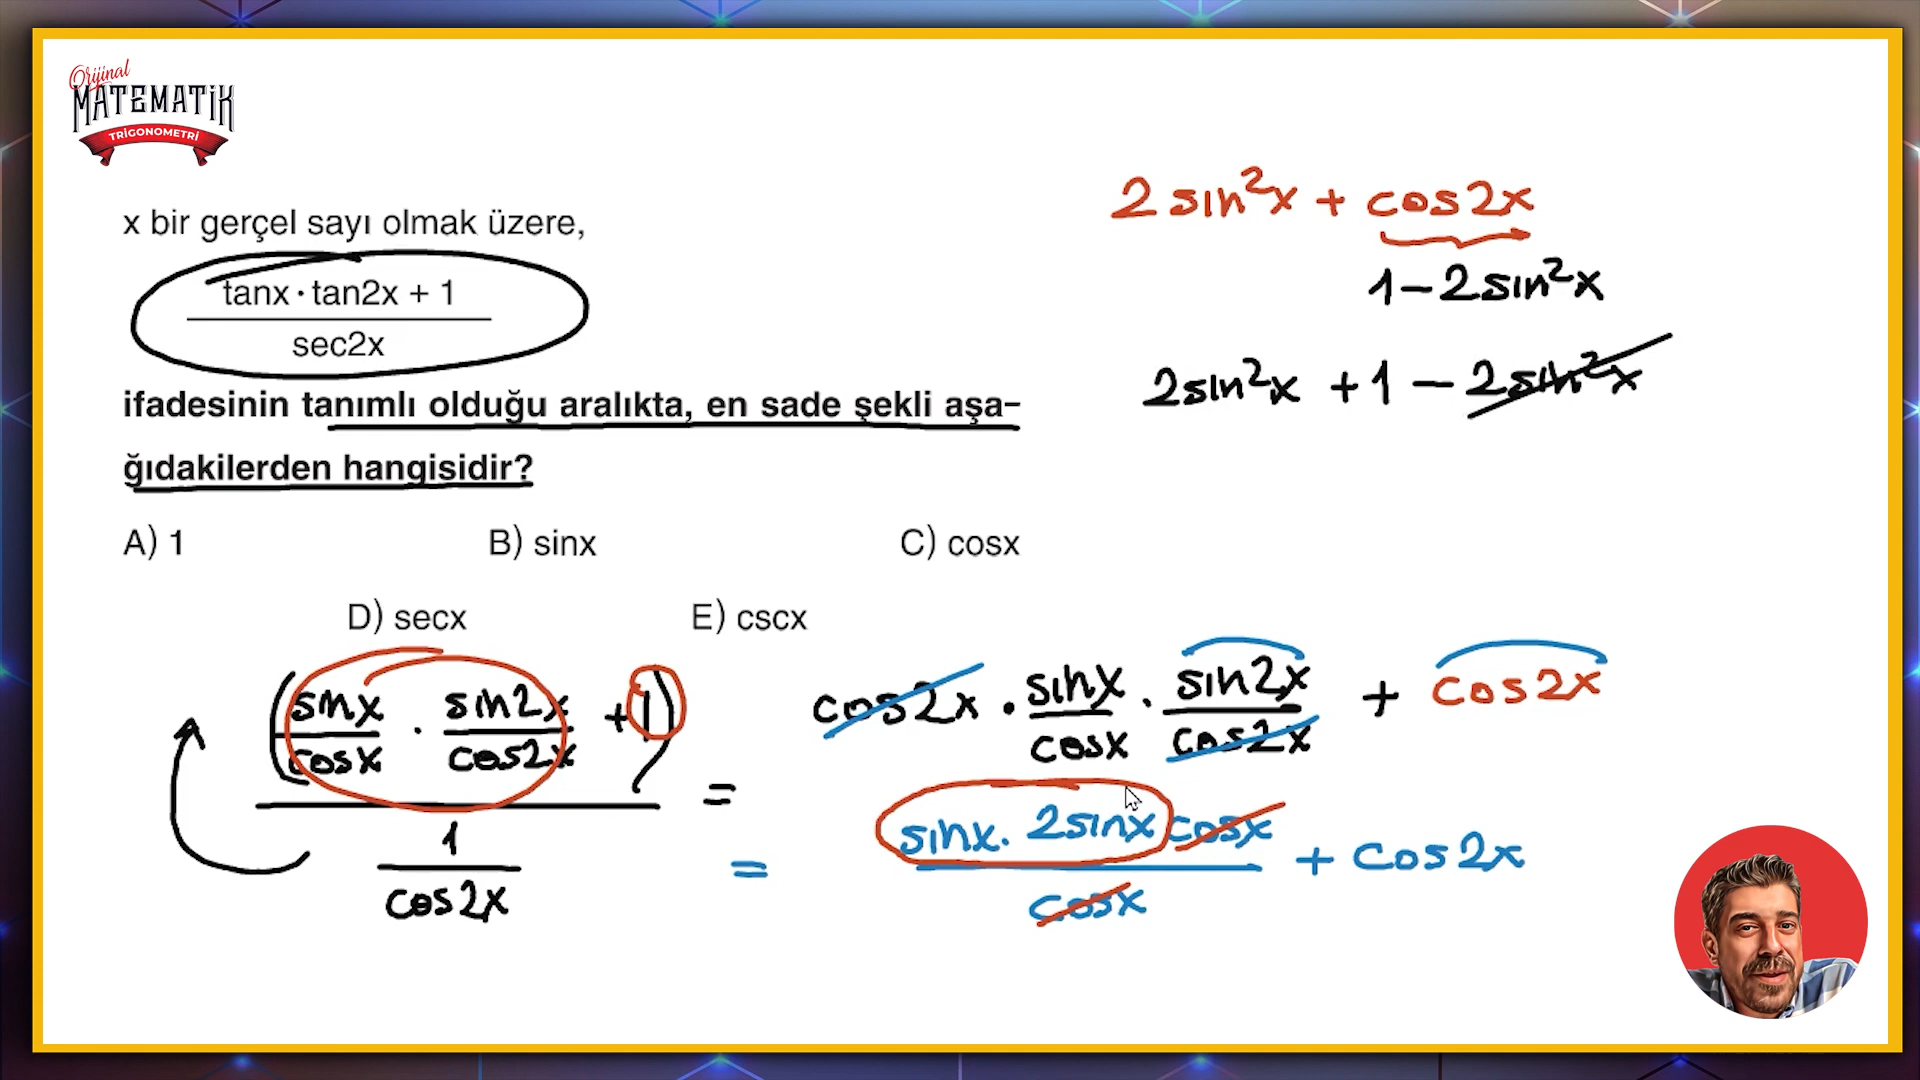 Orijinal
MATEMATİK
TRİGONOMETRİ
x bir gerçel sayı olmak üzere,
tanx · tan2x + 1
sec2x
ifadesinin tanımlı olduğu aralıkta, en sade şekli aşa-
ğıdakilerden hangisidir?
A) 1 B) sinx C) cosx
D) secx E) cscx
2sin²x + cos2x
1 - 2sin²x
2sin²x + 1 - 2sin²x
(sinx/cosx · sin2x/cos2x + 1)
1
cos2x
= cos2x · sinx/cosx · sin2x/cos2x + cos2x
= sinx. 2sinx cosx/cosx + cos2x